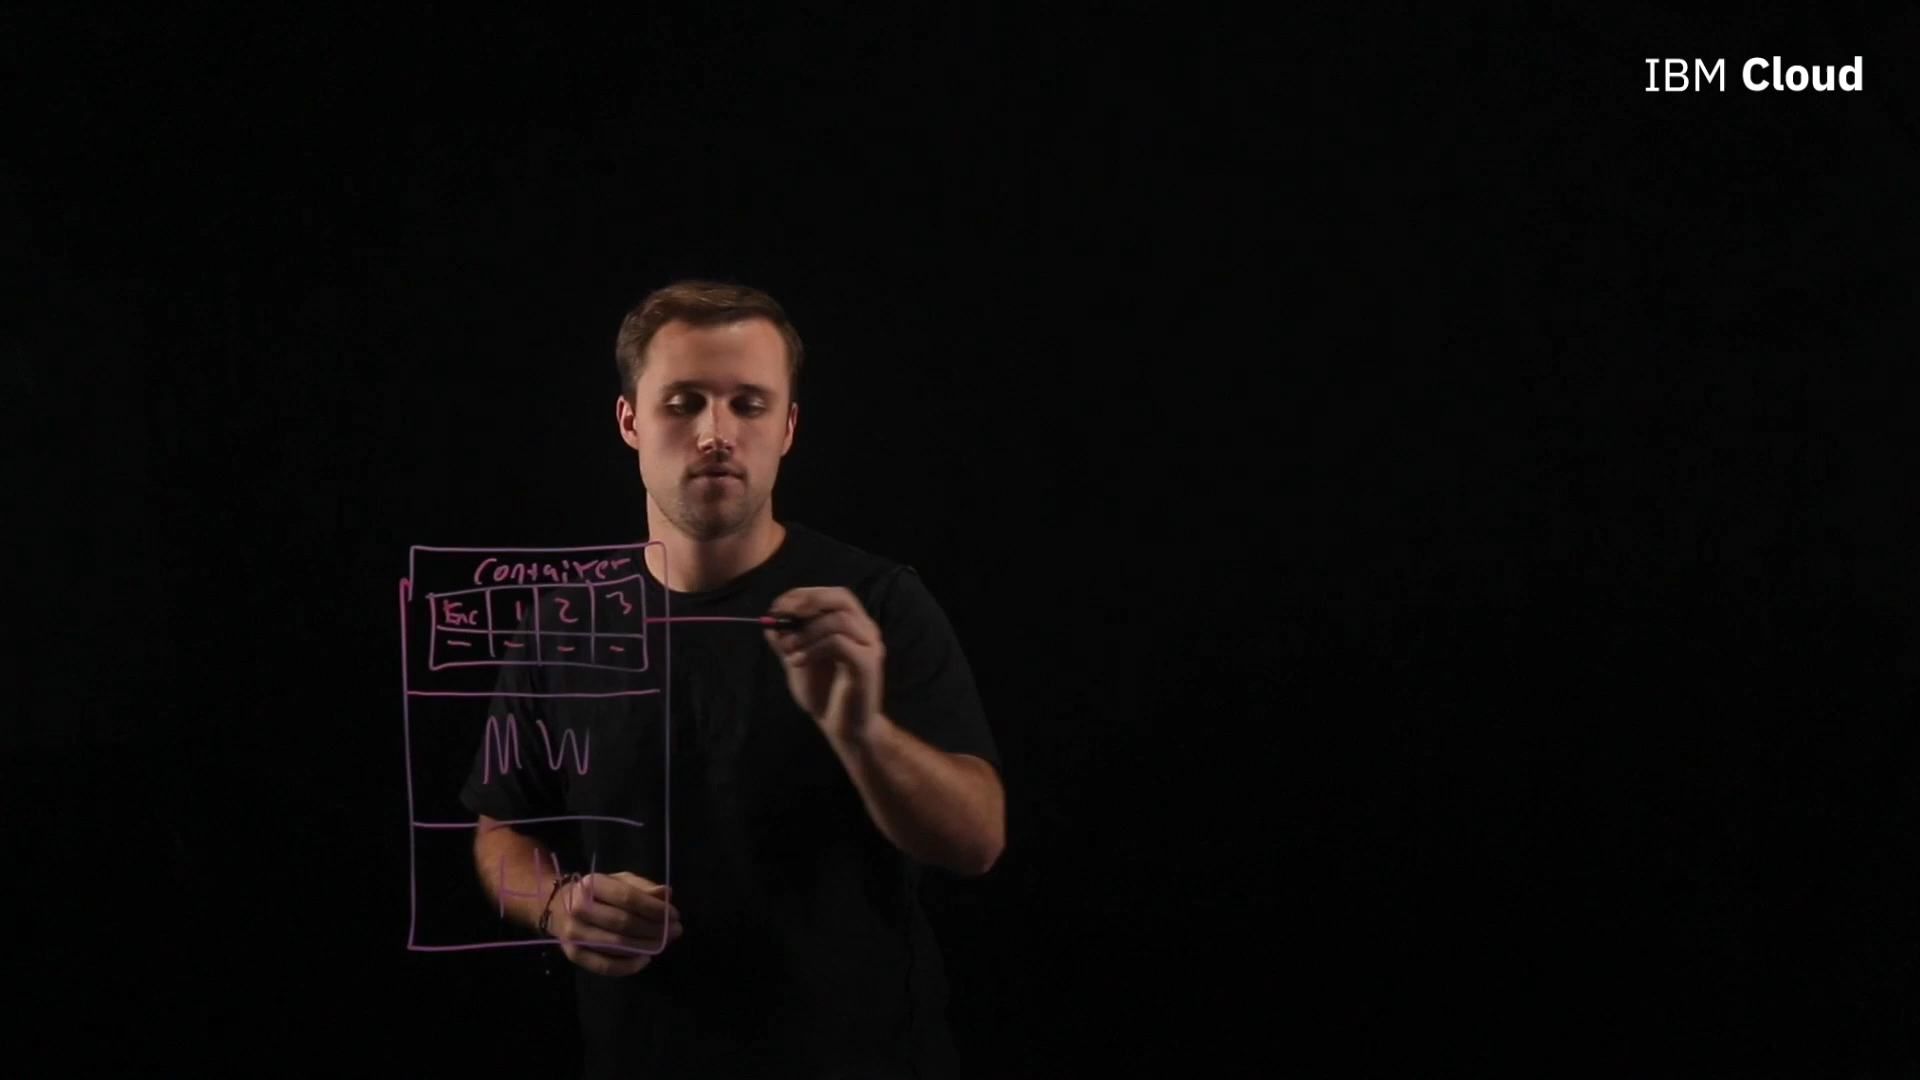 IBM Cloud
Container
Enc 1 2 3
– – – –
MW
HW